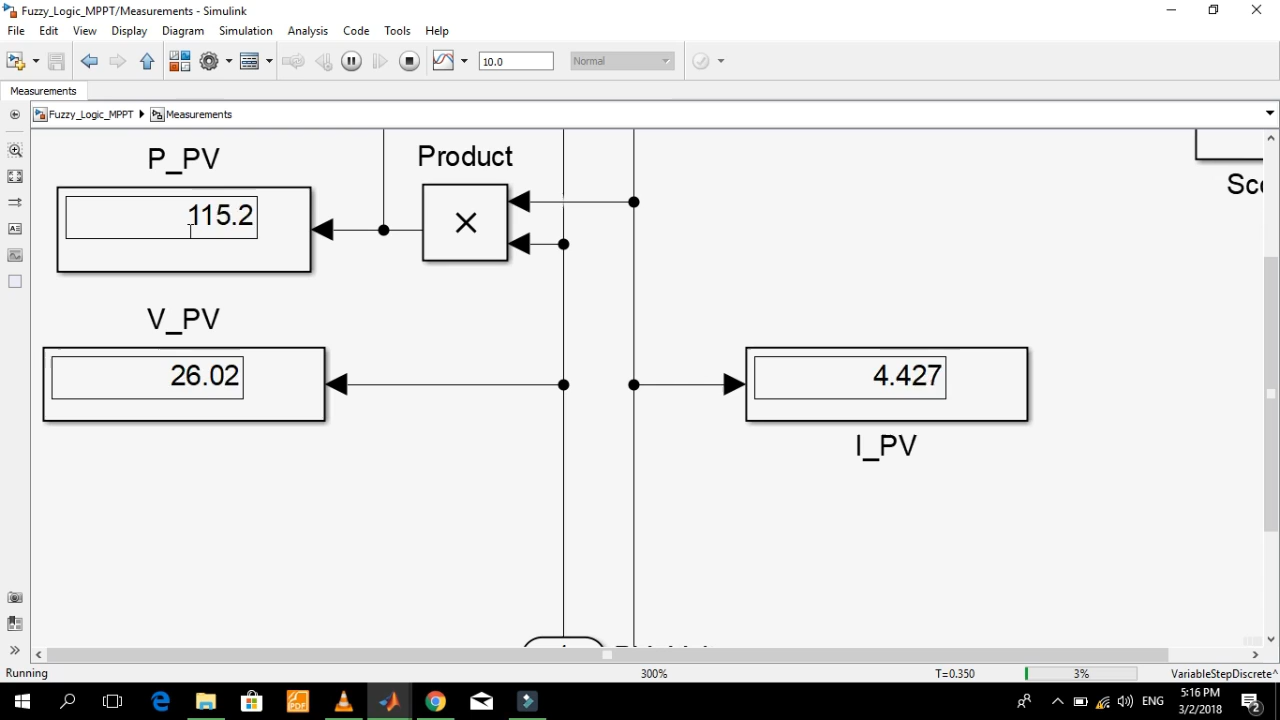 Fuzzy_Logic_MPPT/Measurements - Simulink
File Edit View Display Diagram Simulation Analysis Code Tools Help
10.0 Normal
Measurements
Fuzzy_Logic_MPPT Measurements
P_PV Product
115.2
V_PV
26.02 4.427
I_PV
Running 300% T=0.350 3% VariableStepDiscrete^
ENG 5:16 PM
3/2/2018 2